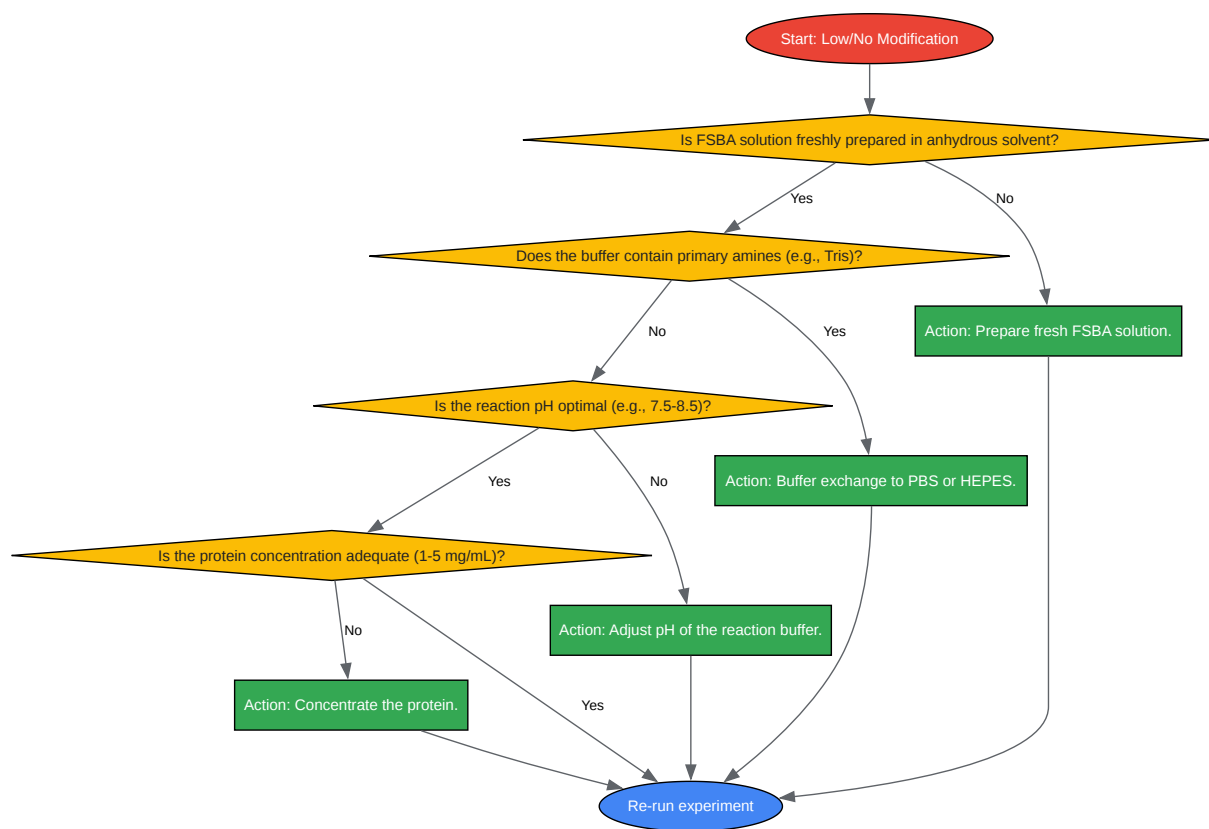 Start: Low/No Modification
Is FSBA solution freshly prepared in anhydrous solvent?
Yes
No
Does the buffer contain primary amines (e.g., Tris)?
No
Yes
Action: Prepare fresh FSBA solution.
Is the reaction pH optimal (e.g., 7.5-8.5)?
Yes
No
Action: Buffer exchange to PBS or HEPES.
Is the protein concentration adequate (1-5 mg/mL)?
No
Action: Adjust pH of the reaction buffer.
Action: Concentrate the protein.
Yes
Re-run experiment